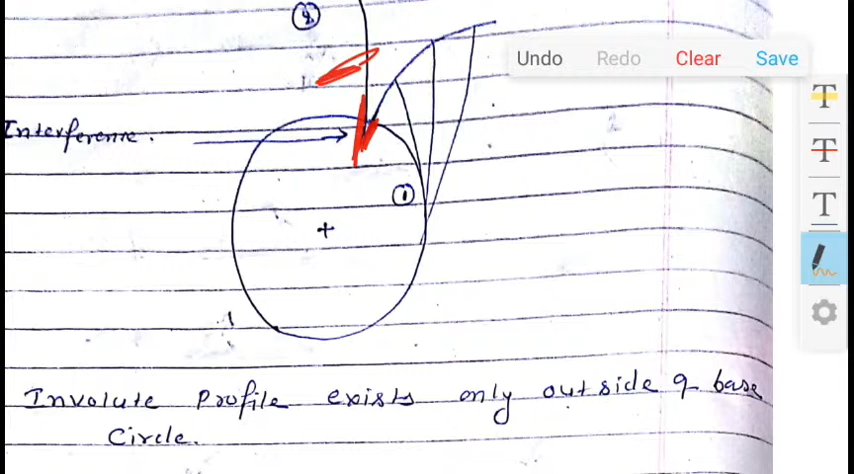 ②
Undo Redo Clear Save
T
Interference.
T
①
T
+
Involute profile exists only outside of base
Circle.